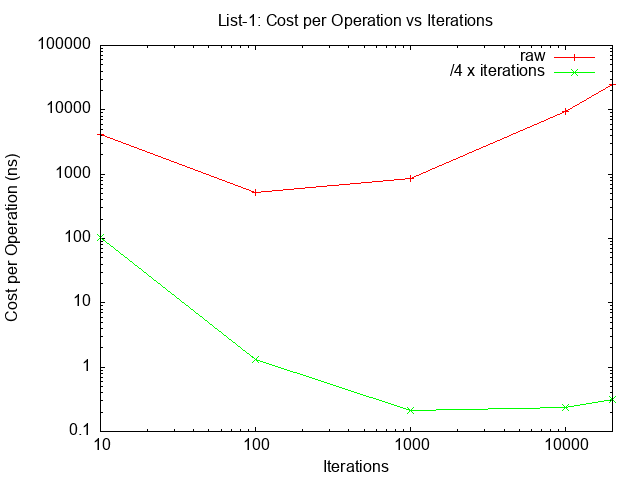 List-1: Cost per Operation vs Iterations
100000
raw
/4 x iterations
10000
1000
100
10
1
0.1
Cost per Operation (ns)
10 100 1000 10000
Iterations